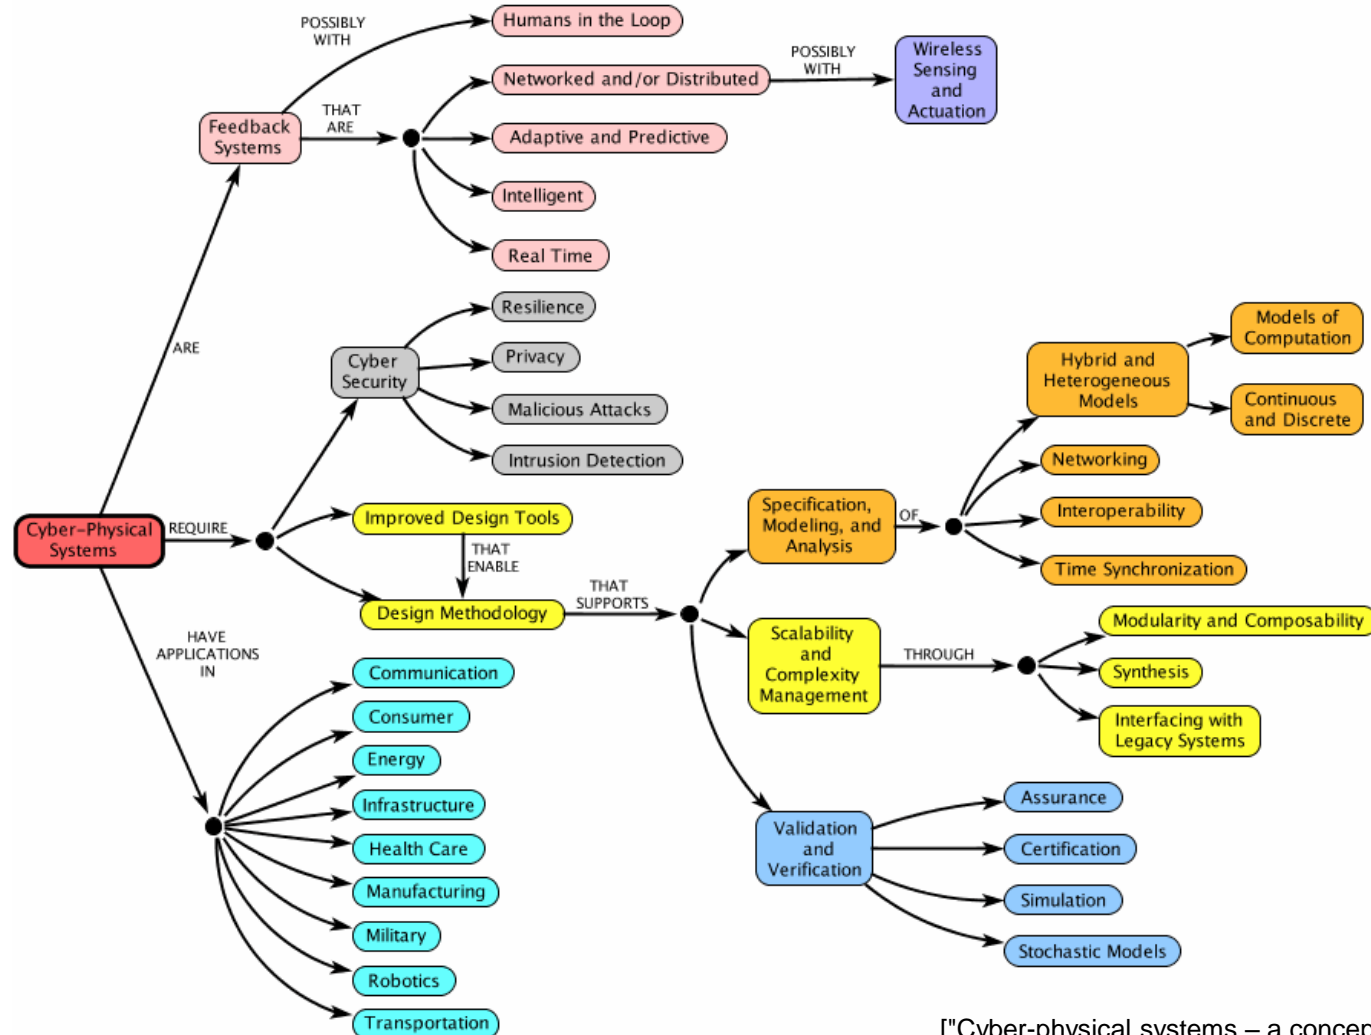 POSSIBLY
WITH
Humans in the Loop
Feedback
Systems
THAT
ARE
Networked and/or Distributed
POSSIBLY
WITH
Wireless
Sensing
and
Actuation
Adaptive and Predictive
Intelligent
Real Time
ARE
Cyber-Physical
Systems
REQUIRE
Cyber
Security
Resilience
Privacy
Malicious Attacks
Intrusion Detection
Improved Design Tools
THAT
ENABLE
Design Methodology
THAT
SUPPORTS
Specification,
Modeling, and
Analysis
OF
Hybrid and
Heterogeneous
Models
Models of
Computation
Continuous
and Discrete
Networking
Interoperability
Time Synchronization
Scalability
and
Complexity
Management
THROUGH
Modularity and Composability
Synthesis
Interfacing with
Legacy Systems
Validation
and
Verification
Assurance
Certification
Simulation
Stochastic Models
HAVE
APPLICATIONS
IN
Communication
Consumer
Energy
Infrastructure
Health Care
Manufacturing
Military
Robotics
Transportation
["Cyber-physical systems – a concep